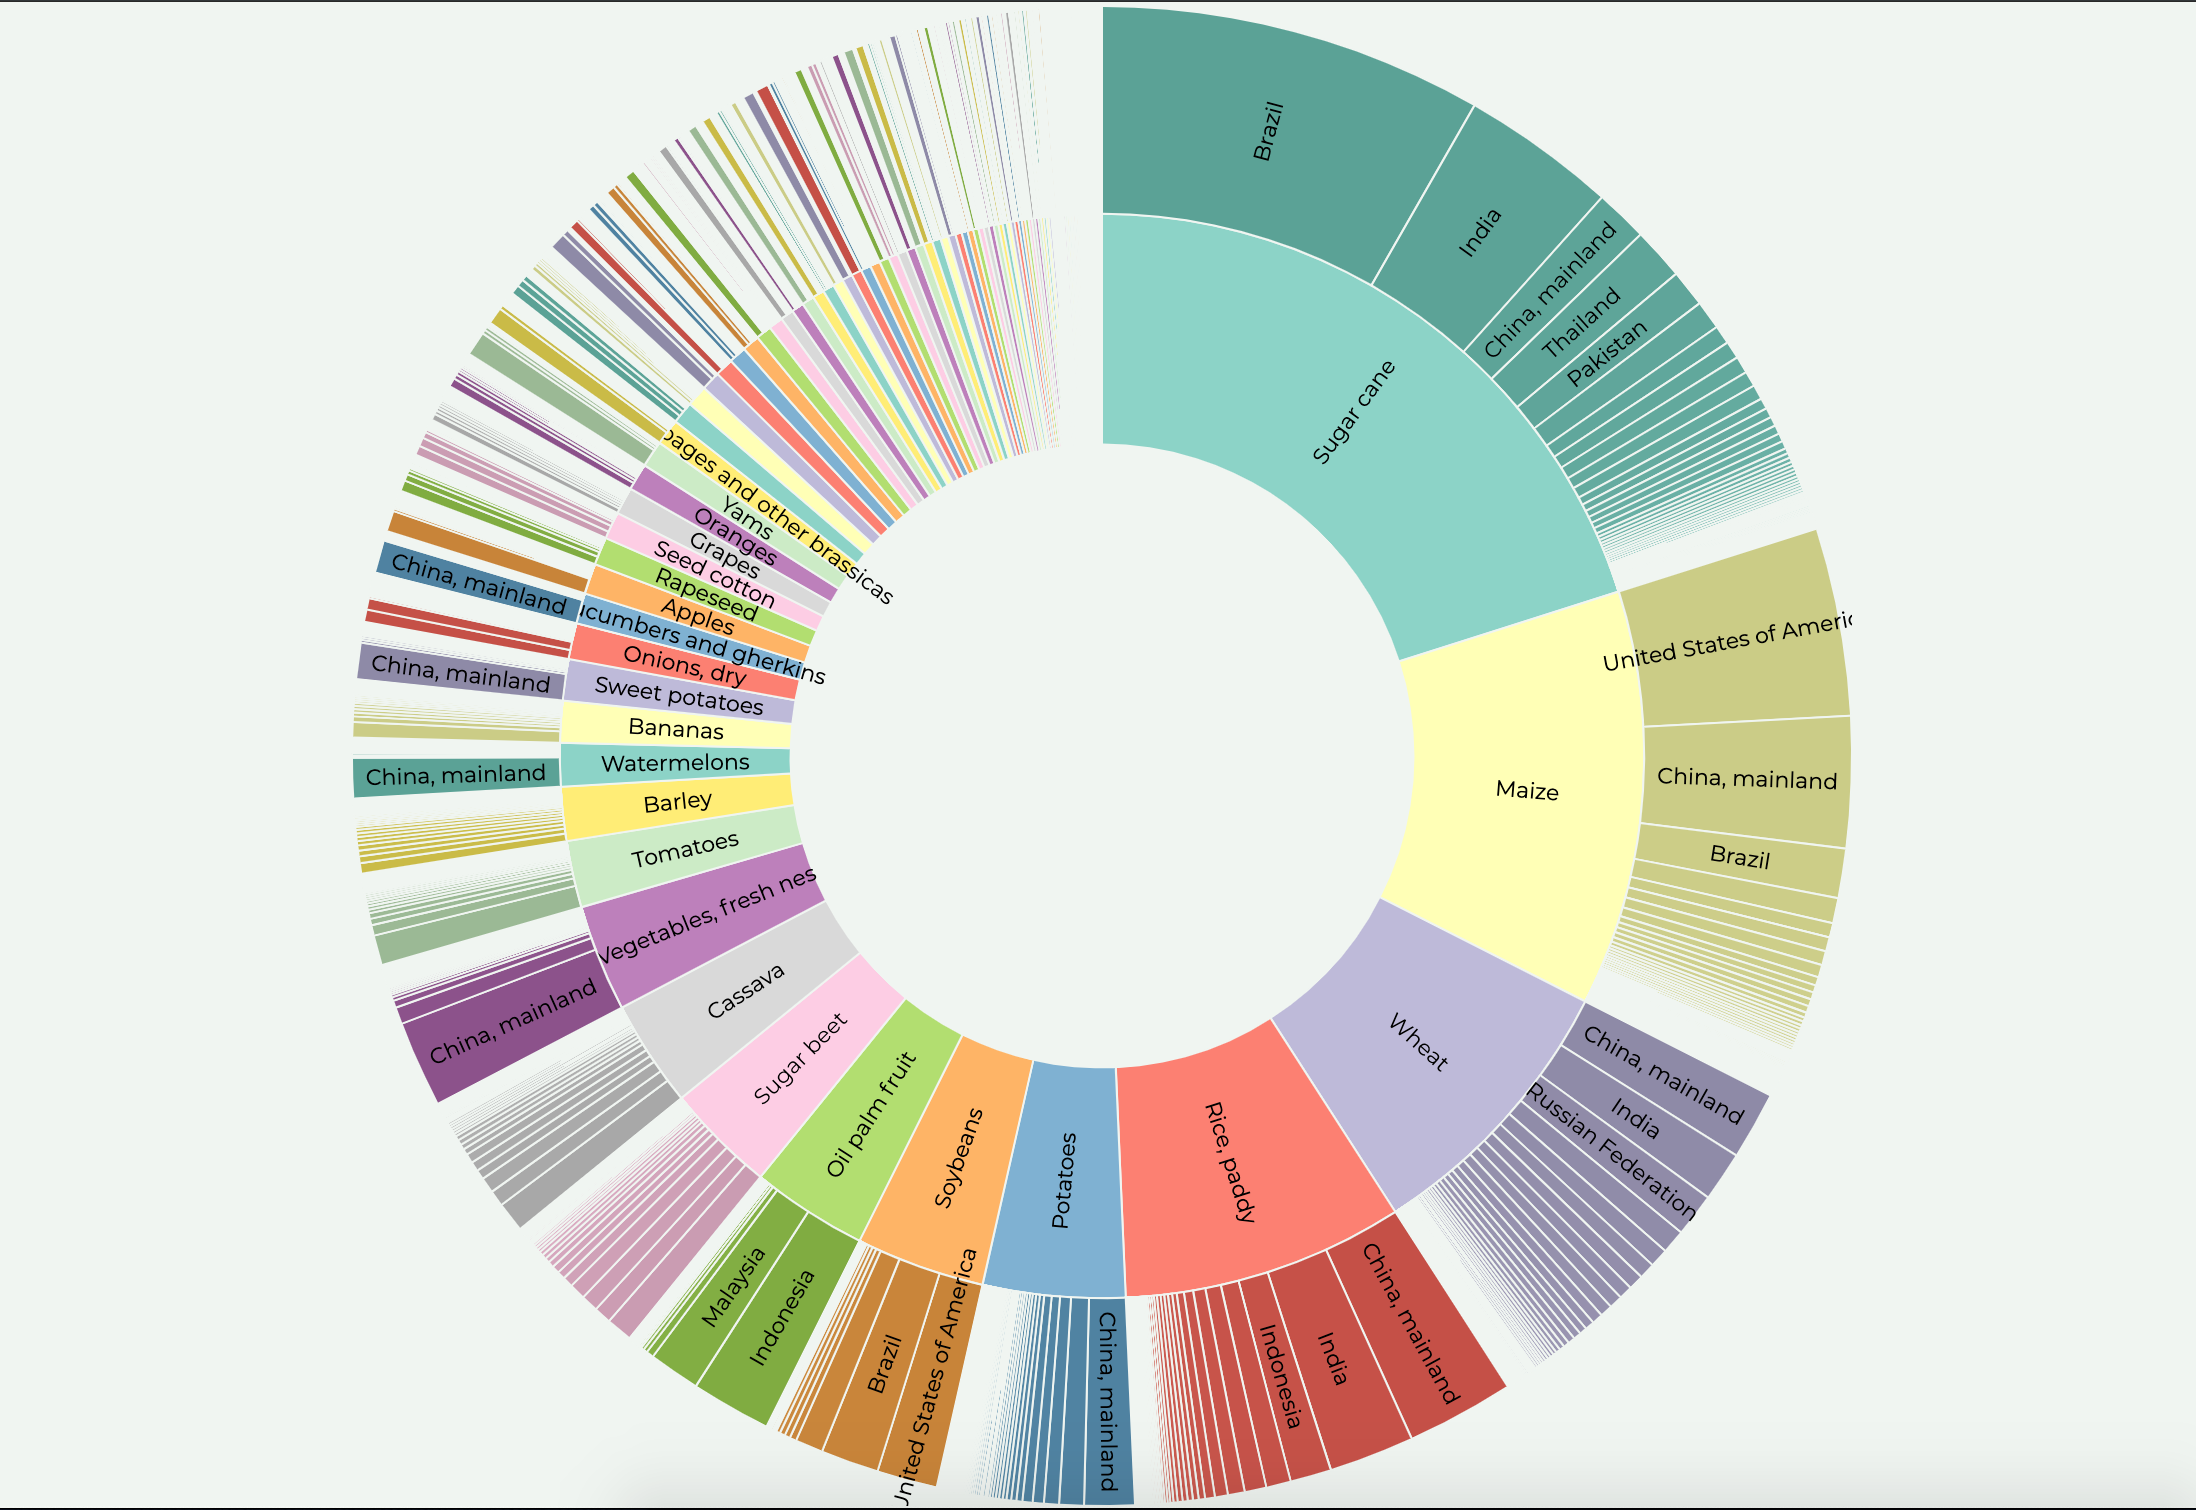 Brazil
India
China, mainland
Thailand
Pakistan
Sugar cane
United States of Americ
China, mainland
Brazil
Maize
China, mainland
India
Russian Federation
Wheat
China, mainland
India
Indonesia
Rice, paddy
China, mainland
Potatoes
United States of America
Brazil
Soybeans
Indonesia
Malaysia
Oil palm fruit
Sugar beet
Cassava
China, mainland
Vegetables, fresh nes
Tomatoes
Barley
China, mainland
Watermelons
Bananas
China, mainland
Sweet potatoes
Onions, dry
China, mainland
ucumbers and gherkins
Apples
Rapeseed
Seed cotton
Grapes
Oranges
Yams
bages and other brassicas